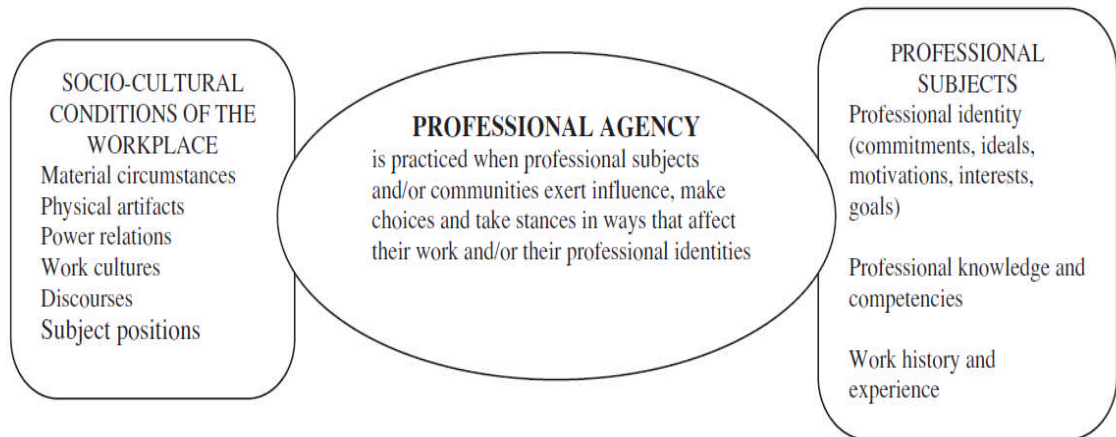 SOCIO-CULTURAL
CONDITIONS OF THE
WORKPLACE
Material circumstances
Physical artifacts
Power relations
Work cultures
Discourses
Subject positions
PROFESSIONAL AGENCY
is practiced when professional subjects
and/or communities exert influence, make
choices and take stances in ways that affect
their work and/or their professional identities
PROFESSIONAL
SUBJECTS
Professional identity
(commitments, ideals,
motivations, interests,
goals)
Professional knowledge and
competencies
Work history and
experience